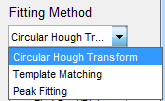 Fitting Method
Circular Hough Tr...
Circular Hough Transform
Template Matching
Peak Fitting